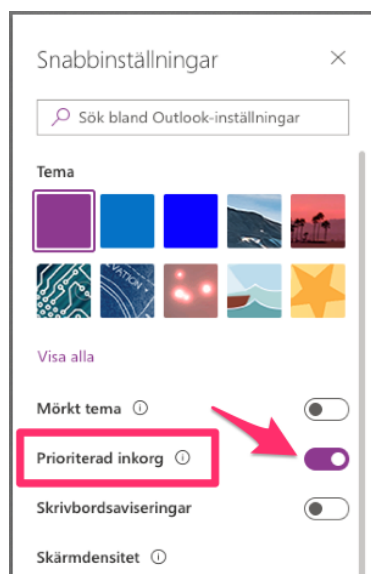 Snabbinställningar
Sök bland Outlook-inställningar
Tema
Visa alla
Mörkt tema
Prioriterad inkorg
Skrivbordsaviseringar
Skärmdensitet